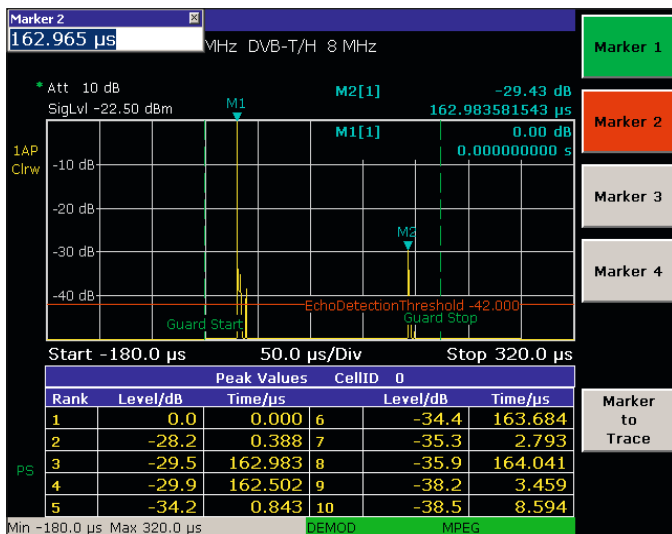 Marker 2
162.965 µs
MHz DVB-T/H 8 MHz
* Att 10 dB
SigLvl -22.50 dBm
M1
M2[1] -29.43 dB
162.983581543 µs
M1[1] 0.00 dB
0.000000000 s
1AP
Clrw
-10 dB
-20 dB
-30 dB
-40 dB
M2
EchoDetectionThreshold -42.000
Guard Start
Guard Stop
Start -180.0 µs 50.0 µs/Div Stop 320.0 µs
Peak Values CellID 0
Rank Level/dB Time/µs Level/dB Time/µs
1 0.0 0.000 6 -34.4 163.684
2 -28.2 0.388 7 -35.3 2.793
3 -29.5 162.983 8 -35.9 164.041
4 -29.9 162.502 9 -38.2 3.459
5 -34.2 0.843 10 -38.5 8.594
PS
Min -180.0 µs Max 320.0 µs DEMOD MPEG
Marker 1
Marker 2
Marker 3
Marker 4
Marker
to
Trace